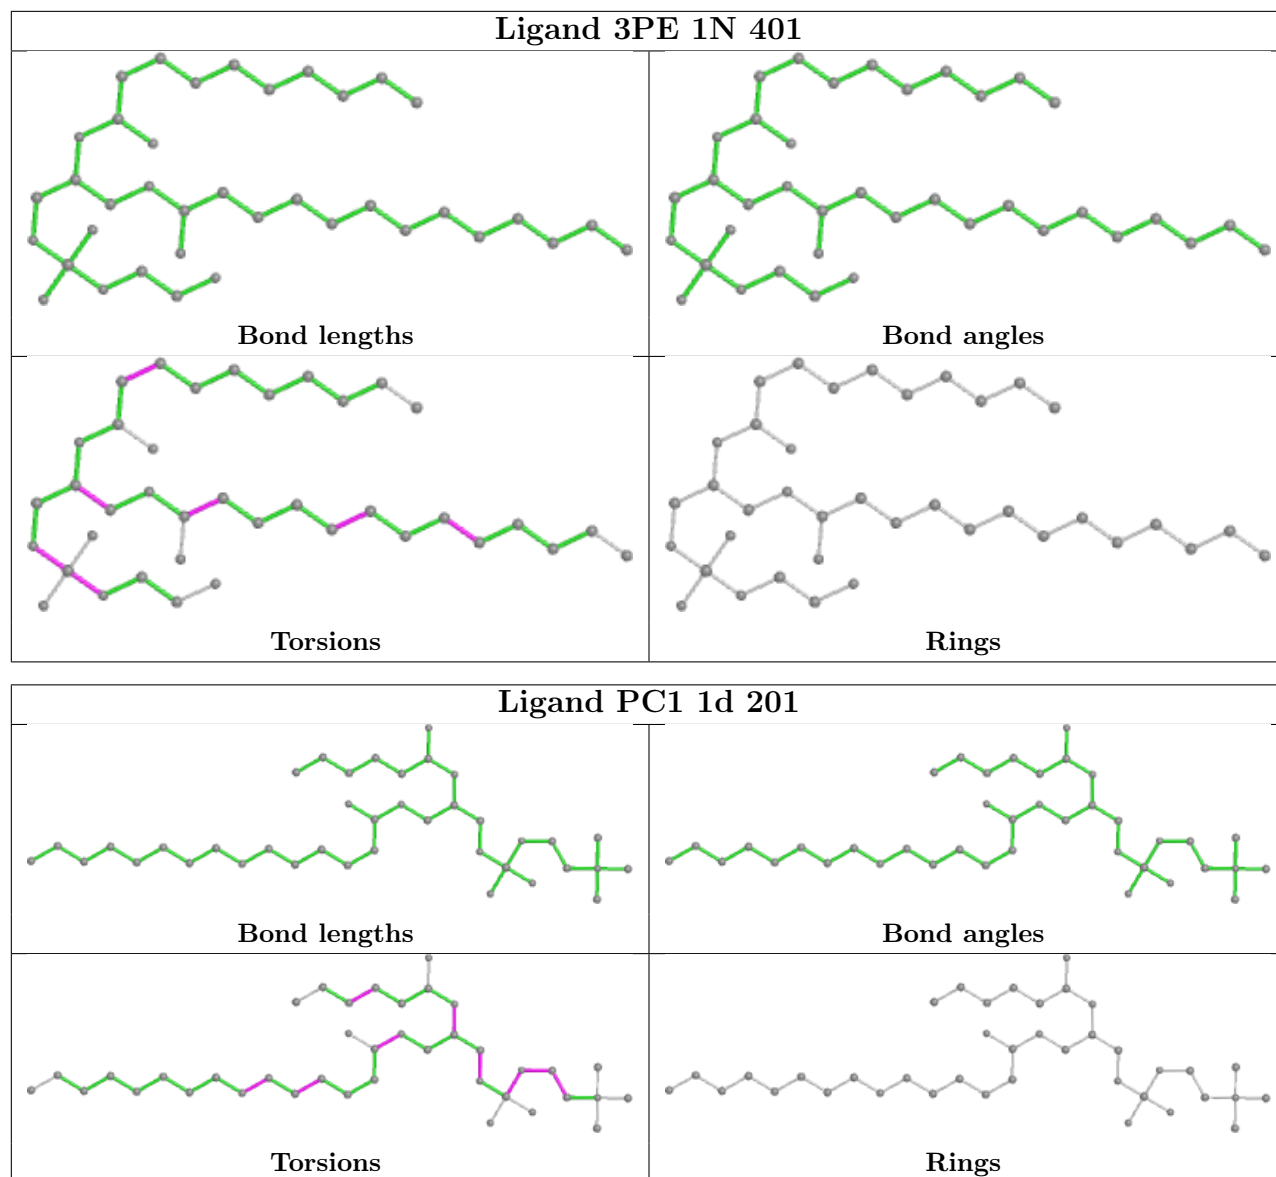 Ligand 3PE 1N 401
Bond lengths
Bond angles
Torsions
Rings
Ligand PC1 1d 201
Bond lengths
Bond angles
Torsions
Rings